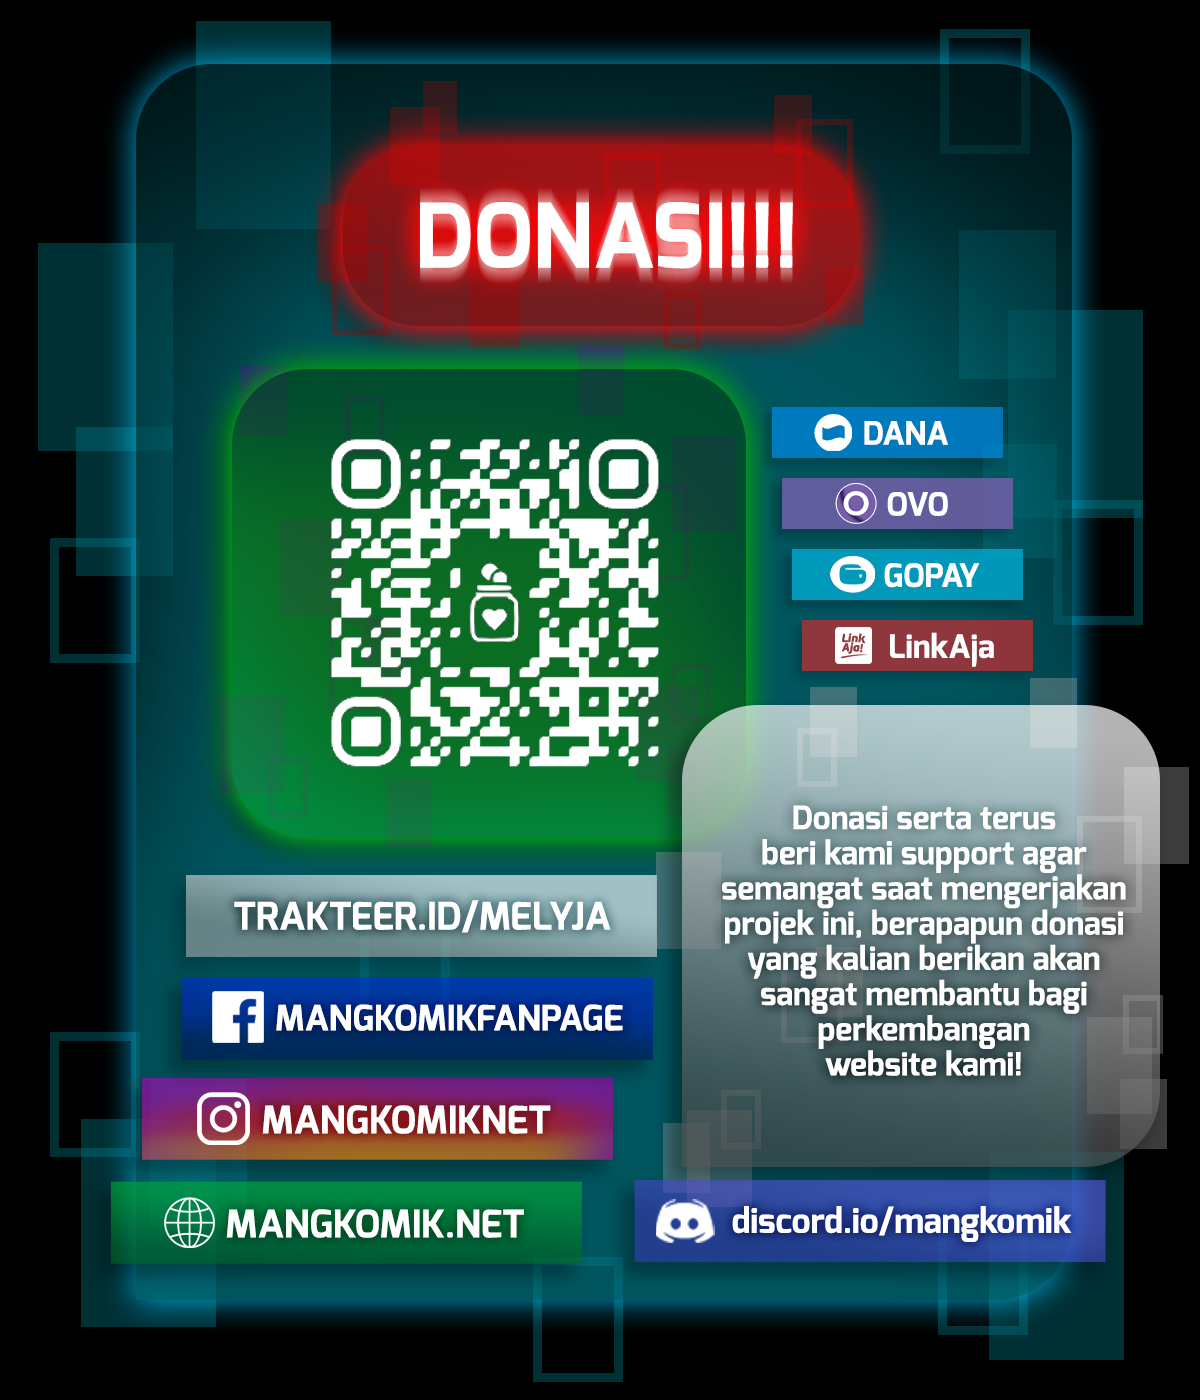 DONASI!!!!
DANA
OVO
GOPAY
Link Aja!
LinkAja
Donasi serta terus
beri kami support agar
semangat saat mengerjakan
projek ini, berapapun donasi
yang kalian berikan akan
sangat membantu bagi
perkembangan
website kami!
TRAKTEER.ID/MELYJA
MANGKOMIKFANPAGE
MANGKOMIKNET
MANGKOMIK.NET
discord.io/mangkomik